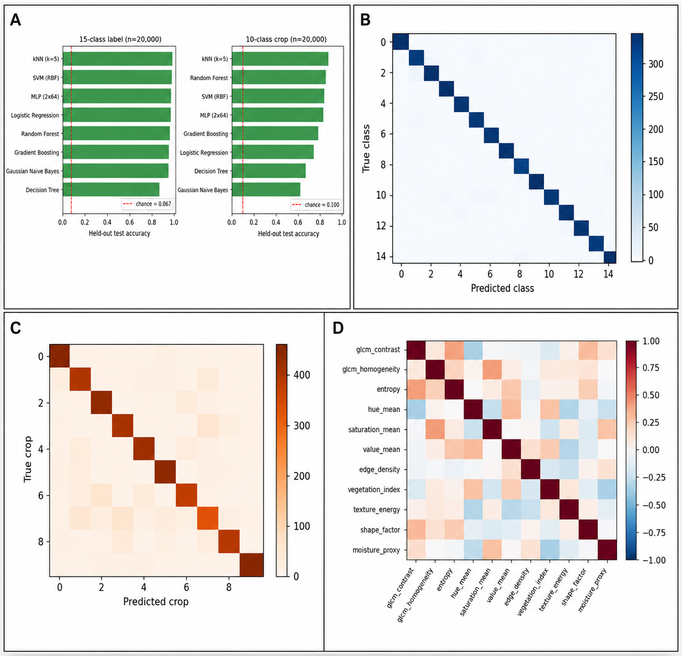 A
15-class label (n=20,000)
kNN (k=5)
SVM (RBF)
MLP (2x64)
Logistic Regression
Random Forest
Gradient Boosting
Gaussian Naive Bayes
Decision Tree
chance = 0.067
0.0 0.2 0.4 0.6 0.8 1.0
Held-out test accuracy
10-class crop (n=20,000)
kNN (k=5)
Random Forest
SVM (RBF)
MLP (2x64)
Gradient Boosting
Logistic Regression
Decision Tree
Gaussian Naive Bayes
chance = 0.100
0.0 0.2 0.4 0.6 0.8 1.0
Held-out test accuracy
B
True class
0
2
4
6
8
10
12
14
0 2 4 6 8 10 12 14
Predicted class
300
250
200
150
100
50
0
C
True crop
0
2
4
6
8
0 2 4 6 8
Predicted crop
400
300
200
100
0
D
glcm_contrast
glcm_homogeneity
entropy
hue_mean
saturation_mean
value_mean
edge_density
vegetation_index
texture_energy
shape_factor
moisture_proxy
glcm_contrast
glcm_homogeneity
entropy
hue_mean
saturation_mean
value_mean
edge_density
vegetation_index
texture_energy
shape_factor
moisture_proxy
1.00
0.75
0.50
0.25
0.00
−0.25
−0.50
−0.75
−1.00